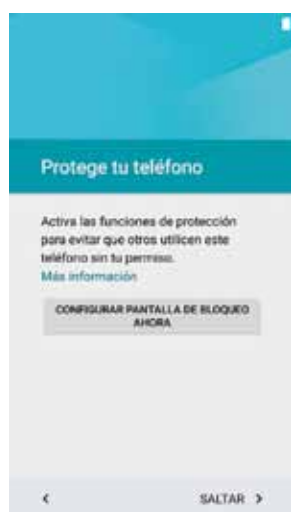 Protege tu teléfono
Activa las funciones de protección
para evitar que otros utilicen este
teléfono sin tu permiso.
Más información
CONFIGURAR PANTALLA DE BLOQUEO
AHORA
SALTAR